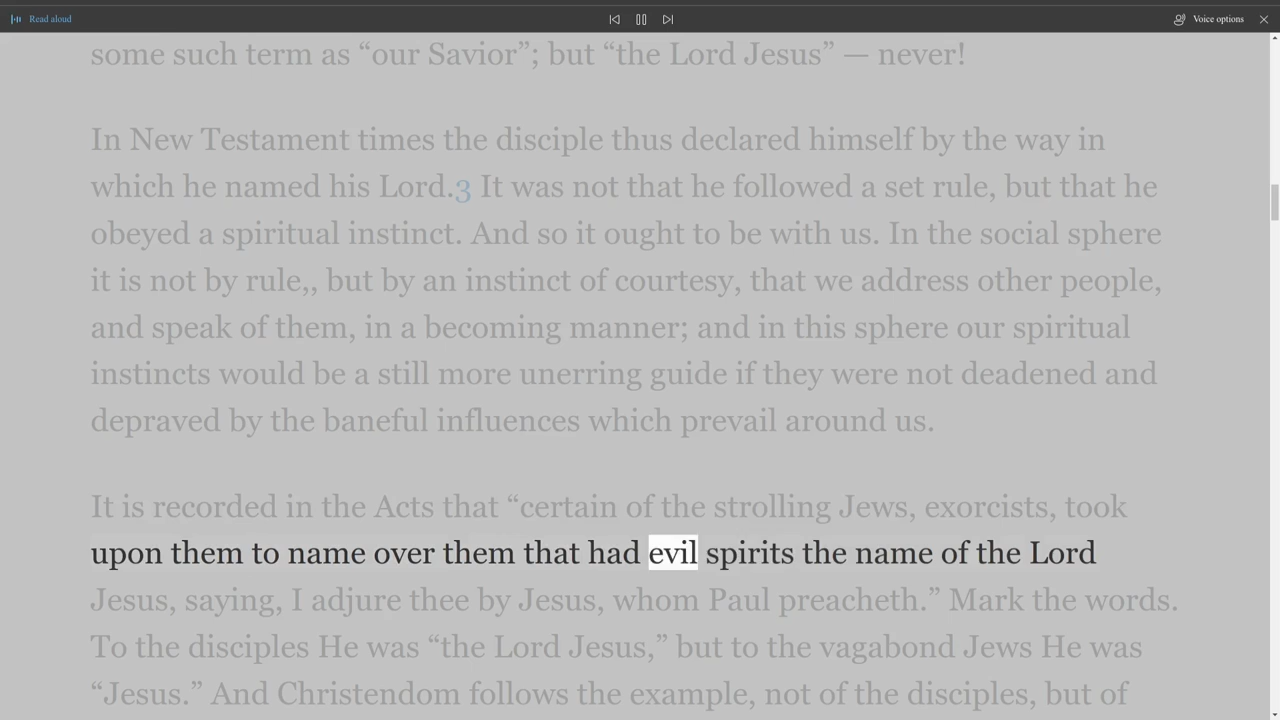 Read aloud
Voice options
some such term as “our Savior”; but “the Lord Jesus” — never!
In New Testament times the disciple thus declared himself by the way in
which he named his Lord.3 It was not that he followed a set rule, but that he
obeyed a spiritual instinct. And so it ought to be with us. In the social sphere
it is not by rule,, but by an instinct of courtesy, that we address other people,
and speak of them, in a becoming manner; and in this sphere our spiritual
instincts would be a still more unerring guide if they were not deadened and
depraved by the baneful influences which prevail around us.
It is recorded in the Acts that “certain of the strolling Jews, exorcists, took
upon them to name over them that had evil spirits the name of the Lord
Jesus, saying, I adjure thee by Jesus, whom Paul preacheth.” Mark the words.
To the disciples He was “the Lord Jesus,” but to the vagabond Jews He was
“Jesus.” And Christendom follows the example, not of the disciples, but of